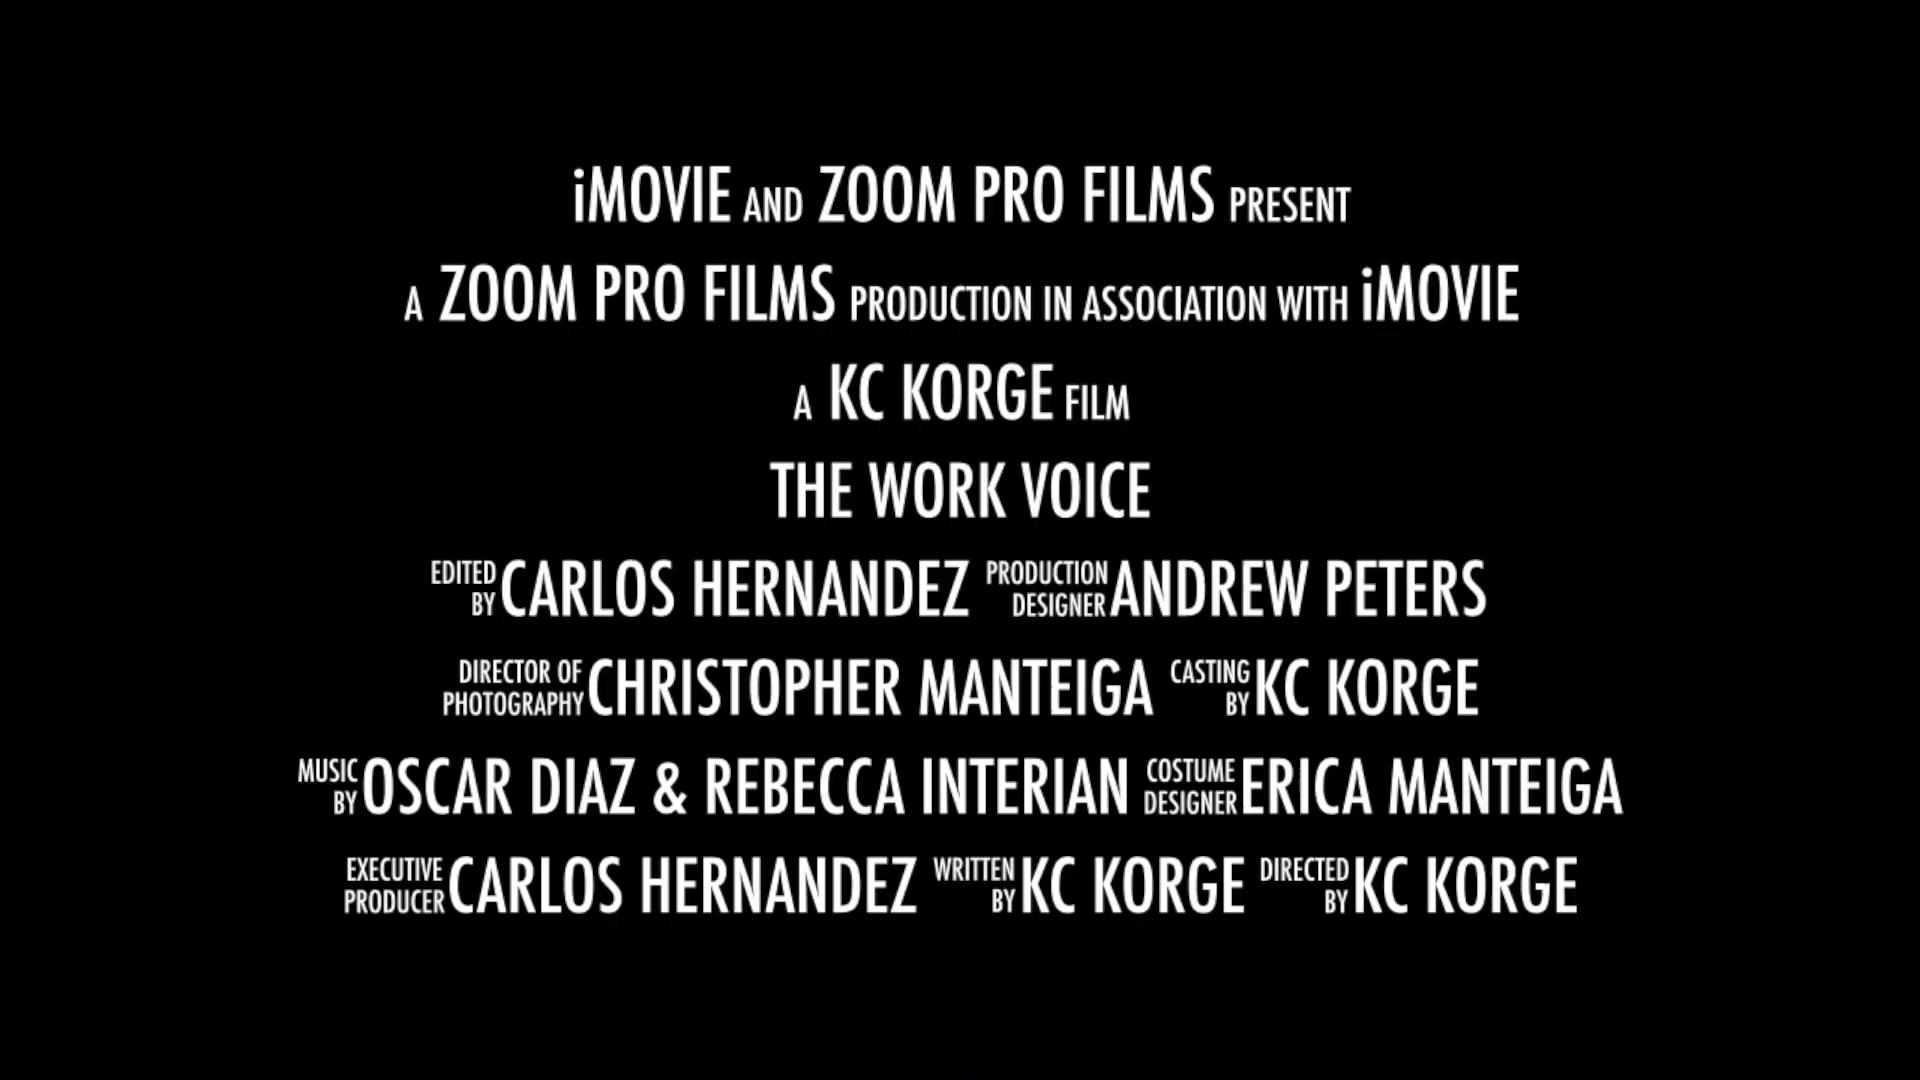 iMOVIE AND ZOOM PRO FILMS PRESENT
A ZOOM PRO FILMS PRODUCTION IN ASSOCIATION WITH iMOVIE
A KC KORGE FILM
THE WORK VOICE
EDITED BY CARLOS HERNANDEZ PRODUCTION DESIGNER ANDREW PETERS
DIRECTOR OF PHOTOGRAPHY CHRISTOPHER MANTEIGA CASTING BY KC KORGE
MUSIC BY OSCAR DIAZ & REBECCA INTERIAN COSTUME DESIGNER ERICA MANTEIGA
EXECUTIVE PRODUCER CARLOS HERNANDEZ WRITTEN BY KC KORGE DIRECTED BY KC KORGE